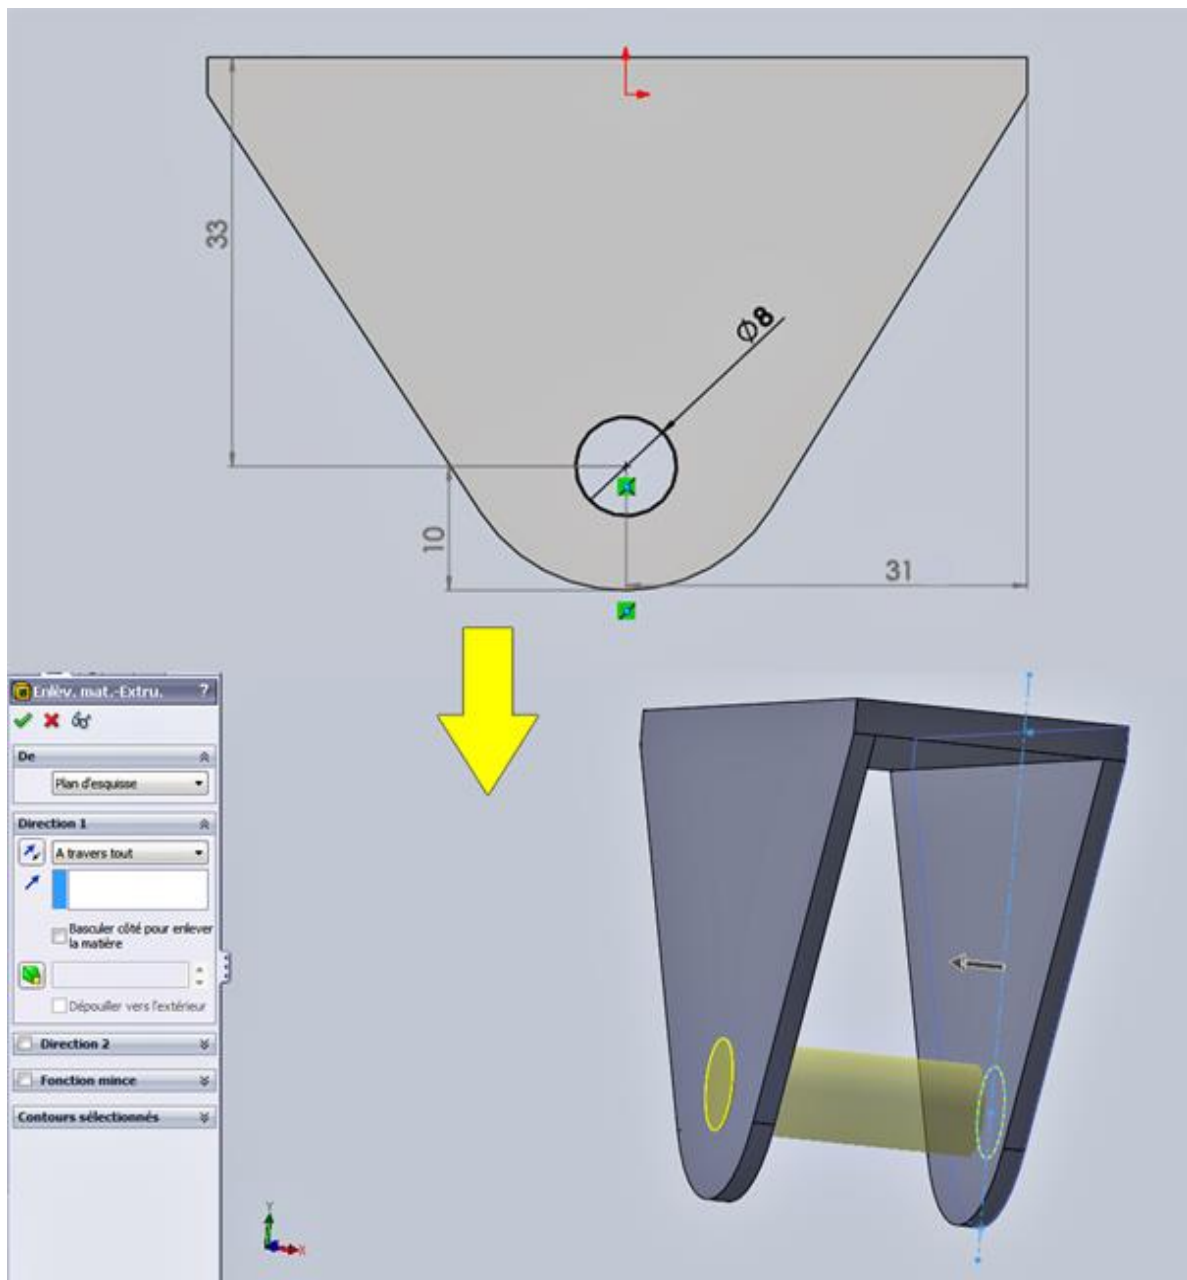 33
Ø8
10
31
Enlèv. mat.-Extru. ?
De
Plan d'esquisse
Direction 1
A travers tout
Basculer côté pour enlever
la matière
Dépouiller vers l'extérieur
Direction 2
Fonction mince
Contours sélectionnés
Y
X